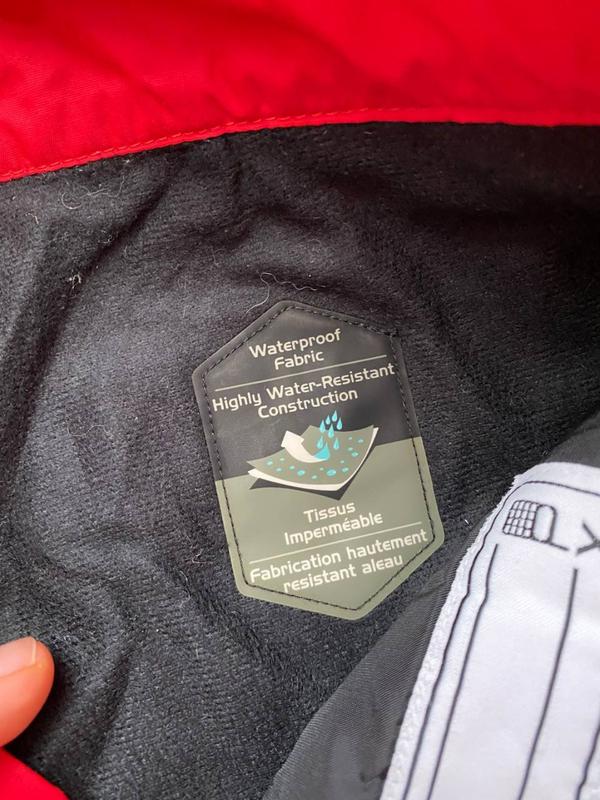 Waterproof
Fabric
Highly Water-Resistant
Construction
Tissus
Imperméable
Fabrication hautement
resistant aleau